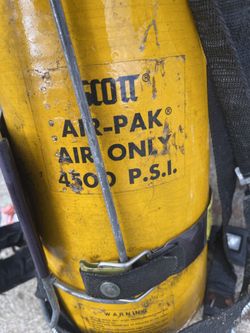 SCOTT®
AIR-PAK®
AIR ONLY
4500 P.S.I.
WARNING